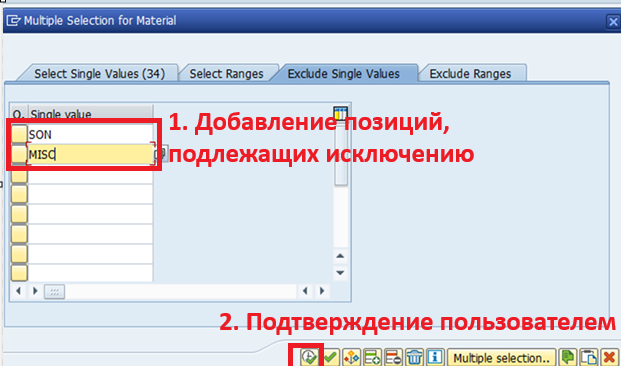 Multiple Selection for Material
Select Single Values (34) Select Ranges Exclude Single Values Exclude Ranges
O. Single value
SON
MISC
1. Добавление позиций,
подлежащих исключению
2. Подтверждение пользователем
Multiple selection..